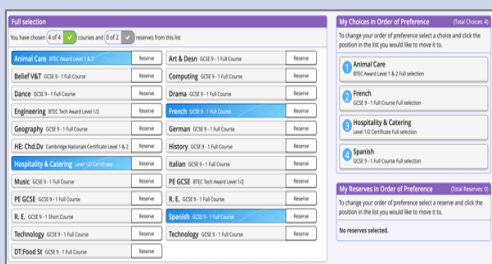 Full selection
You have chosen 4 of 4 courses and 0 of 2 reserves from this list.
Animal Care BTEC Award Level 1 & 2 Reserve
Art & Desn GCSE 9 - 1 Full Course Reserve
Belief V&T GCSE 9 - 1 Full Course Reserve
Computing GCSE 9 - 1 Full Course Reserve
Dance GCSE 9 - 1 Full Course Reserve
Drama GCSE 9 - 1 Full Course Reserve
Engineering BTEC Tech Award Level 1/2 Reserve
French GCSE 9 - 1 Full Course Reserve
Geography GCSE 9 - 1 Full Course Reserve
German GCSE 9 - 1 Full Course Reserve
HE: Chd.Dv Cambridge Nationals Certificate Level 1 & 2 Reserve
History GCSE 9 - 1 Full Course Reserve
Hospitality & Catering Level 1/2 Certificate Reserve
Italian GCSE 9 - 1 Full Course Reserve
Music GCSE 9 - 1 Full Course Reserve
PE GCSE BTEC Tech Award Level 1/2 Reserve
PE GCSE GCSE 9 - 1 Full Course Reserve
R. E. GCSE 9 - 1 Full Course Reserve
R. E. GCSE 9 - 1 Short Course Reserve
Spanish GCSE 9 - 1 Full Course Reserve
Technology GCSE 9 - 1 Full Course Reserve
Technology GCSE 9 - 1 Full Course Reserve
DT:Food St GCSE 9 - 1 Full Course Reserve
My Choices in Order of Preference (Total Choices: 4)
To change your order of preference select a choice and click the
position in the list you would like to move it to.
1 Animal Care
BTEC Award Level 1 & 2 Full selection
2 French
GCSE 9 - 1 Full Course Full selection
3 Hospitality & Catering
Level 1/2 Certificate Full selection
4 Spanish
GCSE 9 - 1 Full Course Full selection
My Reserves in Order of Preference (Total Reserves: 0)
To change your order of preference select a reserve and click the
position in the list you would like to move it to.
No reserves selected.